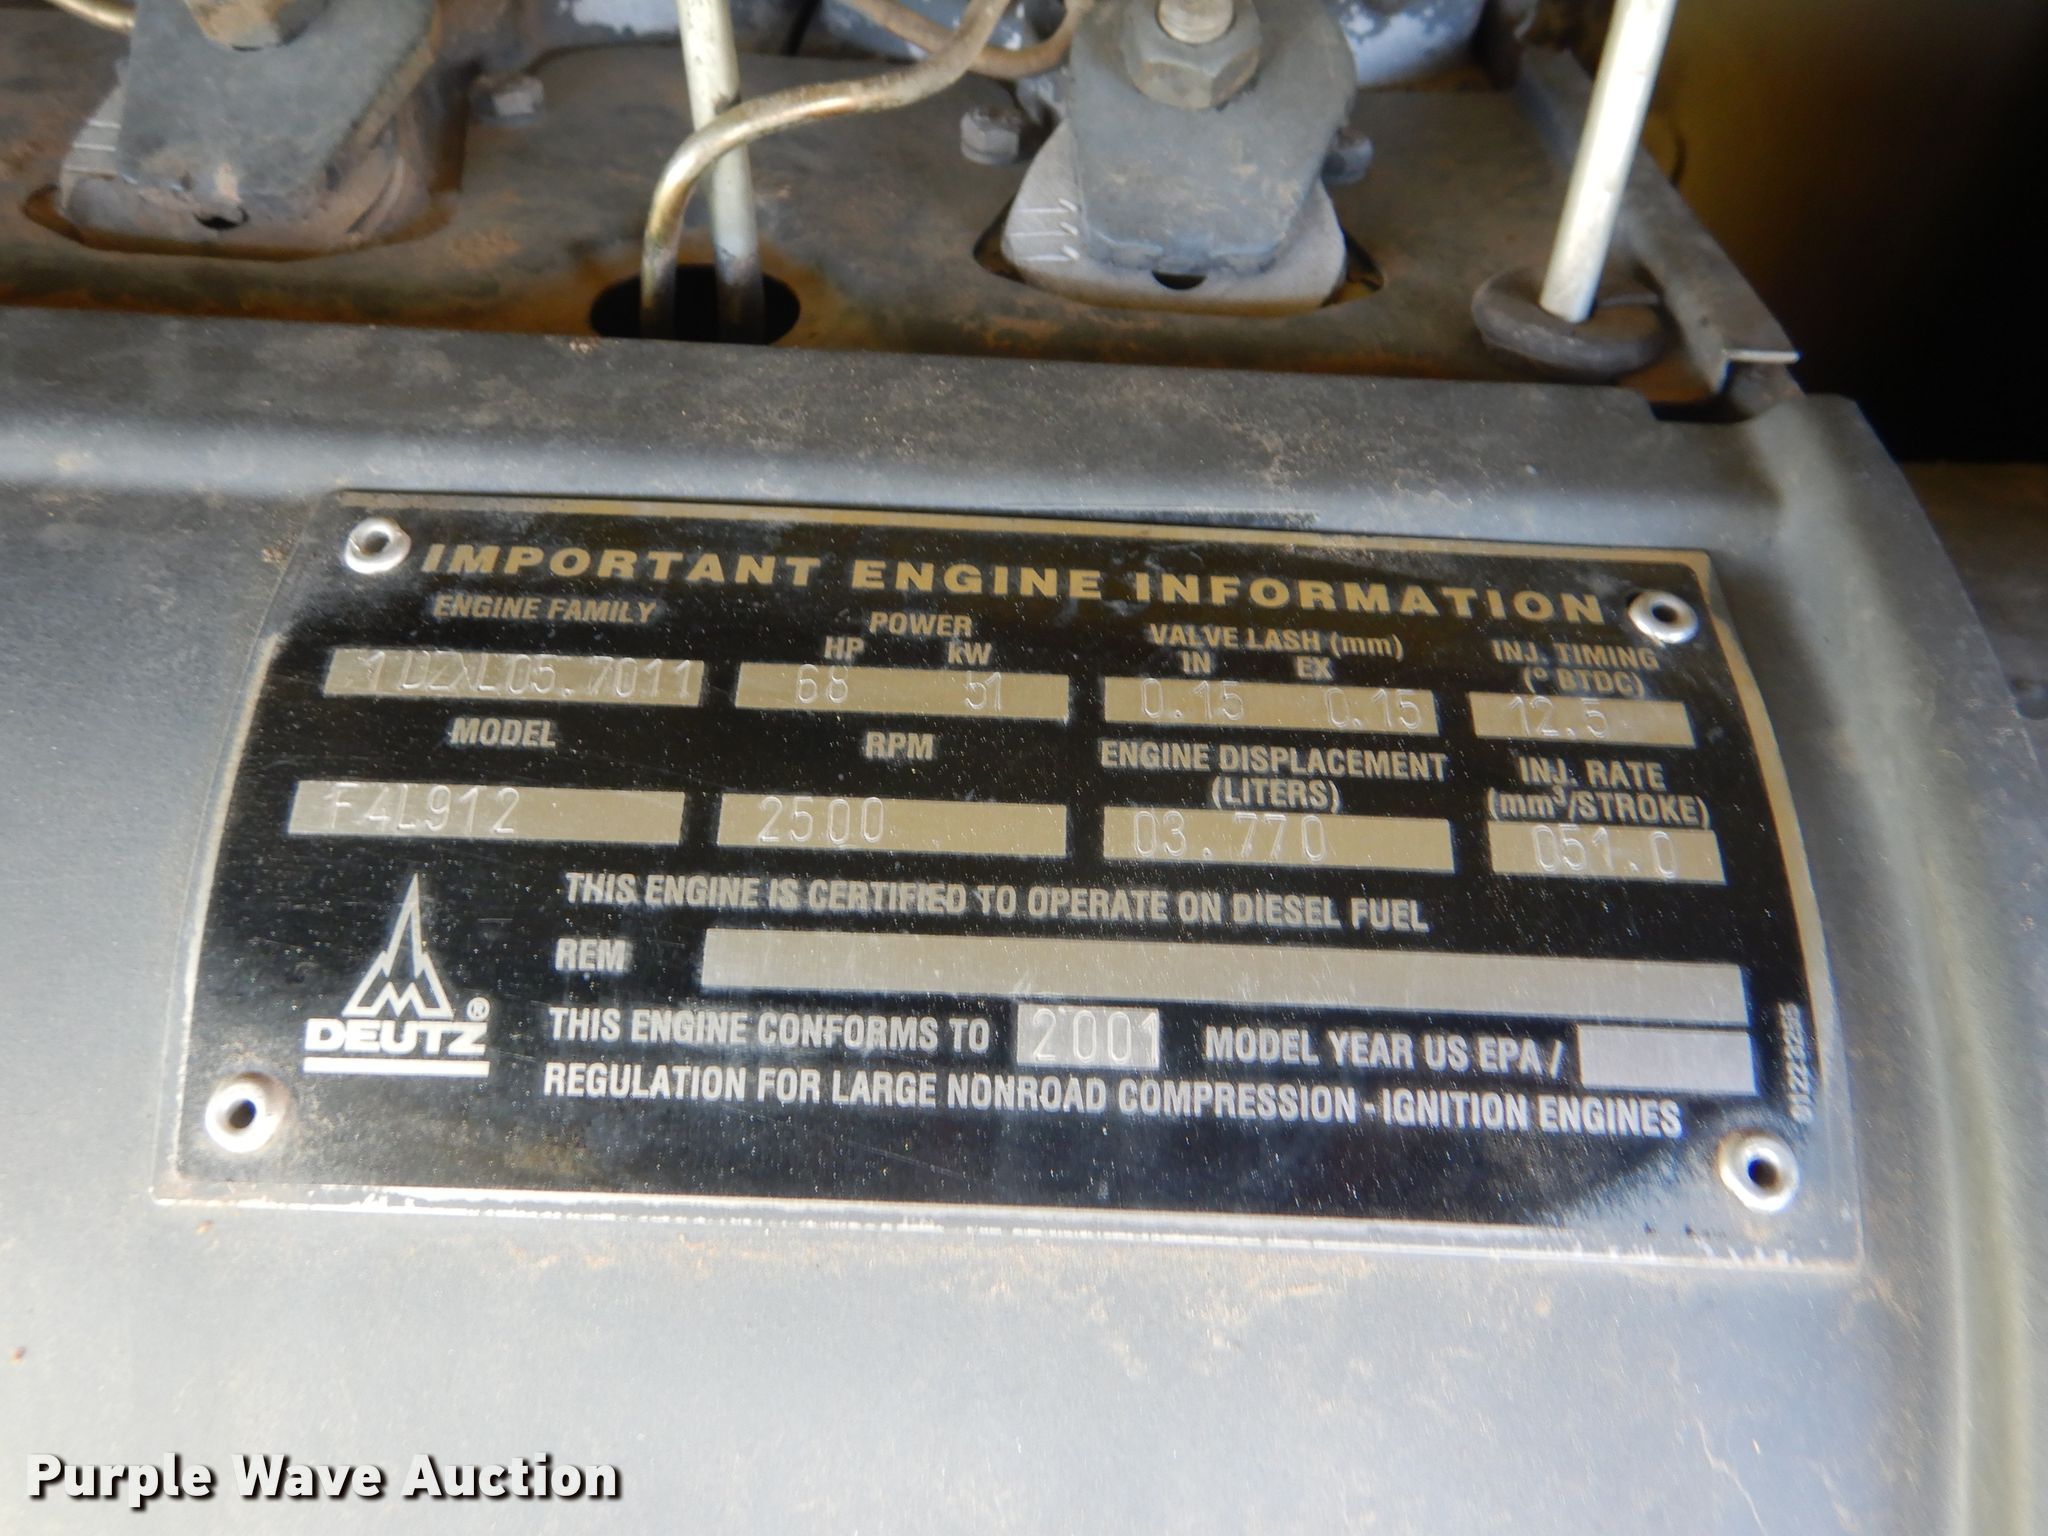 IMPORTANT ENGINE INFORMATION
ENGINE FAMILY
POWER
HP kW
VALVE LASH (mm)
IN EX
INJ. TIMING
(° BTDC)
1DZXL05.7011
68 51
0.15 0.15
12.5
MODEL
RPM
ENGINE DISPLACEMENT
(LITERS)
INJ. RATE
(mm³/STROKE)
F4L912
2500
03.770
051.0
THIS ENGINE IS CERTIFIED TO OPERATE ON DIESEL FUEL
REM
THIS ENGINE CONFORMS TO 2001 MODEL YEAR US EPA/
REGULATION FOR LARGE NONROAD COMPRESSION - IGNITION ENGINES
DEUTZ®
Purple Wave Auction